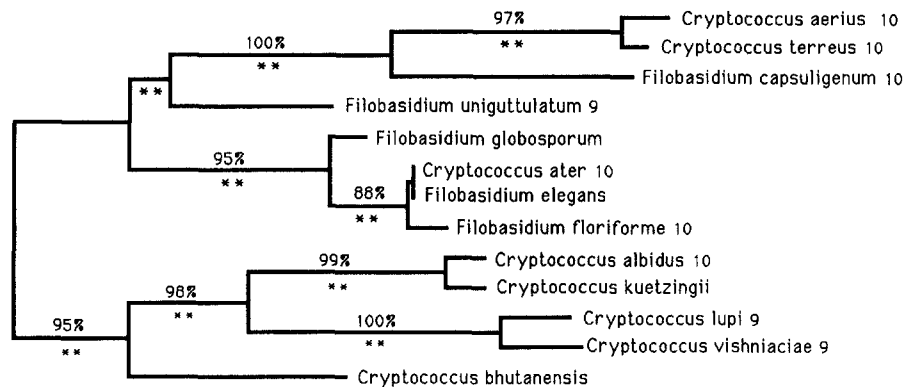 97%
Cryptococcus aerius 10
100%
**
Cryptococcus terreus 10
**
Filobasidium capsuligenum 10
**
Filobasidium uniguttulatum 9
Filobasidium globosporum
95%
**
Cryptococcus ater 10
88%
Filobasidium elegans
**
Filobasidium floriforme 10
99%
Cryptococcus albidus 10
**
Cryptococcus kuetzingii
98%
**
100%
Cryptococcus lupi 9
95%
**
Cryptococcus vishniaciae 9
**
Cryptococcus bhutanensis